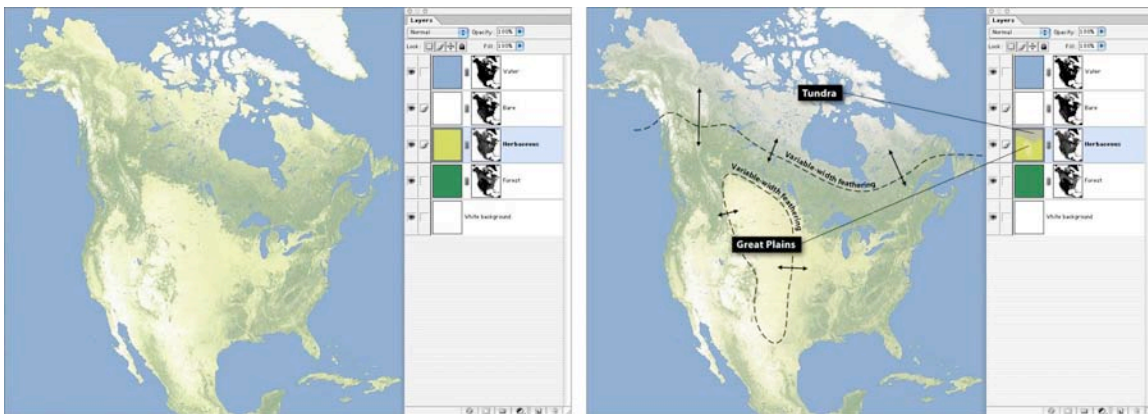 Layers
Normal
Opacity: 100%
Lock:
Fill: 100%
Water
Bare
Herbaceous
Forest
White background
Layers
Normal
Opacity: 100%
Lock:
Fill: 100%
Water
Tundra
Bare
Herbaceous
Variable-width feathering
Variable-width feathering
Forest
White background
Great Plains